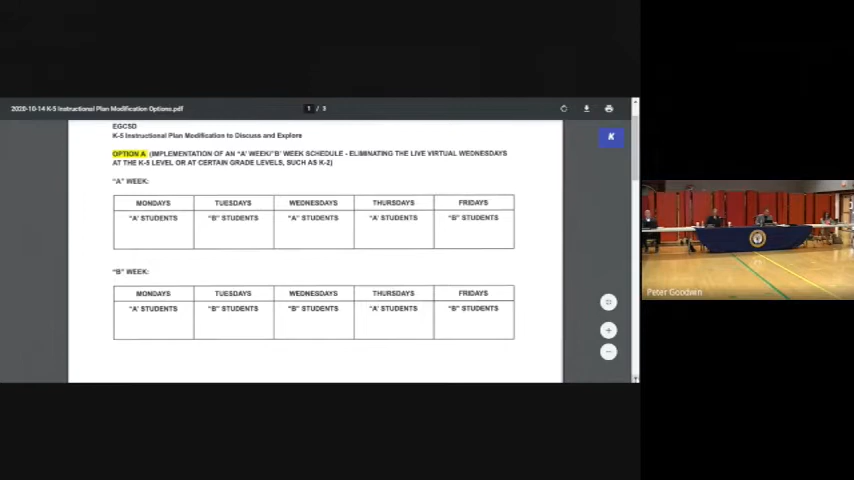 2020-10-14 K-5 Instructional Plan Modification Options.pdf
1 / 3
EGCSD
K-5 Instructional Plan Modification to Discuss and Explore
OPTION A (IMPLEMENTATION OF AN "A' WEEK/"B' WEEK SCHEDULE - ELIMINATING THE LIVE VIRTUAL WEDNESDAYS
AT THE K-5 LEVEL OR AT CERTAIN GRADE LEVELS, SUCH AS K-2)
"A" WEEK:
MONDAYS TUESDAYS WEDNESDAYS THURSDAYS FRIDAYS
"A' STUDENTS "B" STUDENTS "A" STUDENTS "A' STUDENTS "B" STUDENTS
"B" WEEK:
MONDAYS TUESDAYS WEDNESDAYS THURSDAYS FRIDAYS
"A' STUDENTS "B" STUDENTS "B" STUDENTS "A' STUDENTS "B" STUDENTS
K
Peter Goodwin